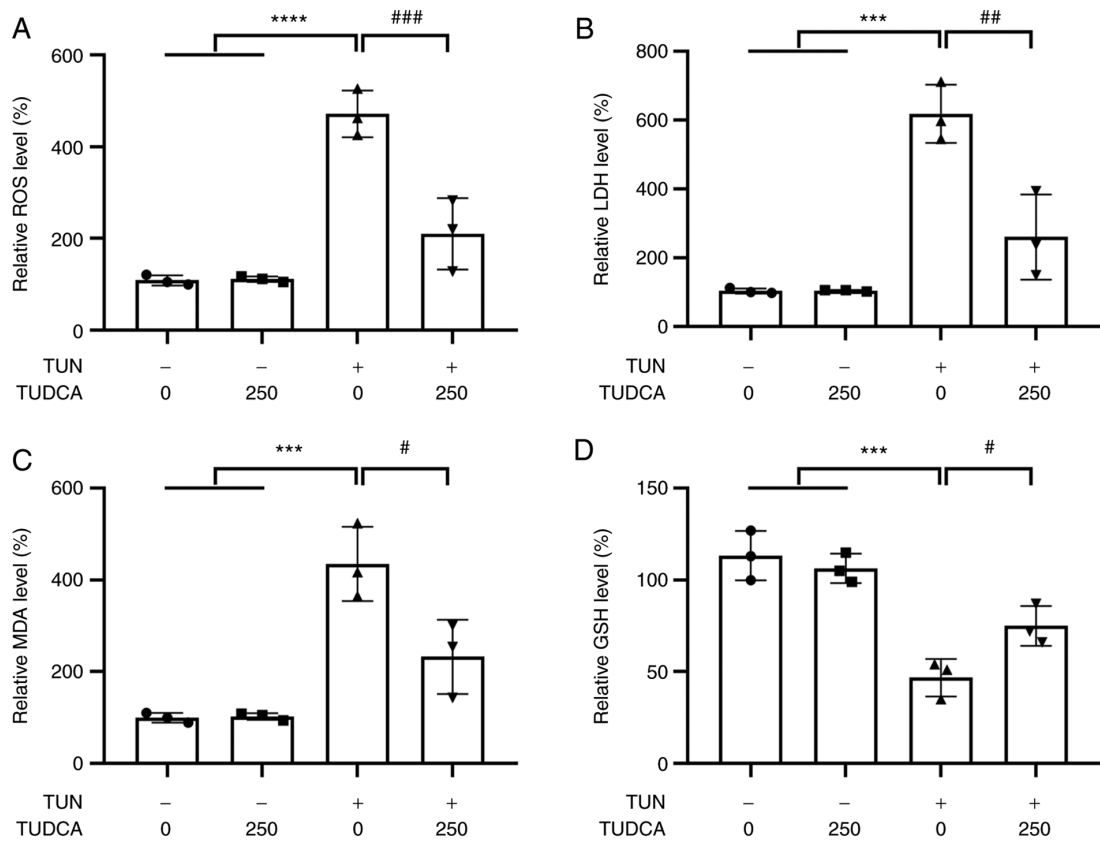 A
**** ###
Relative ROS level (%)
600
400
200
0
TUN – – + +
TUDCA 0 250 0 250
B
*** ##
Relative LDH level (%)
800
600
400
200
0
TUN – – + +
TUDCA 0 250 0 250
C
*** #
Relative MDA level (%)
600
400
200
0
TUN – – + +
TUDCA 0 250 0 250
D
*** #
Relative GSH level (%)
150
100
50
0
TUN – – + +
TUDCA 0 250 0 250